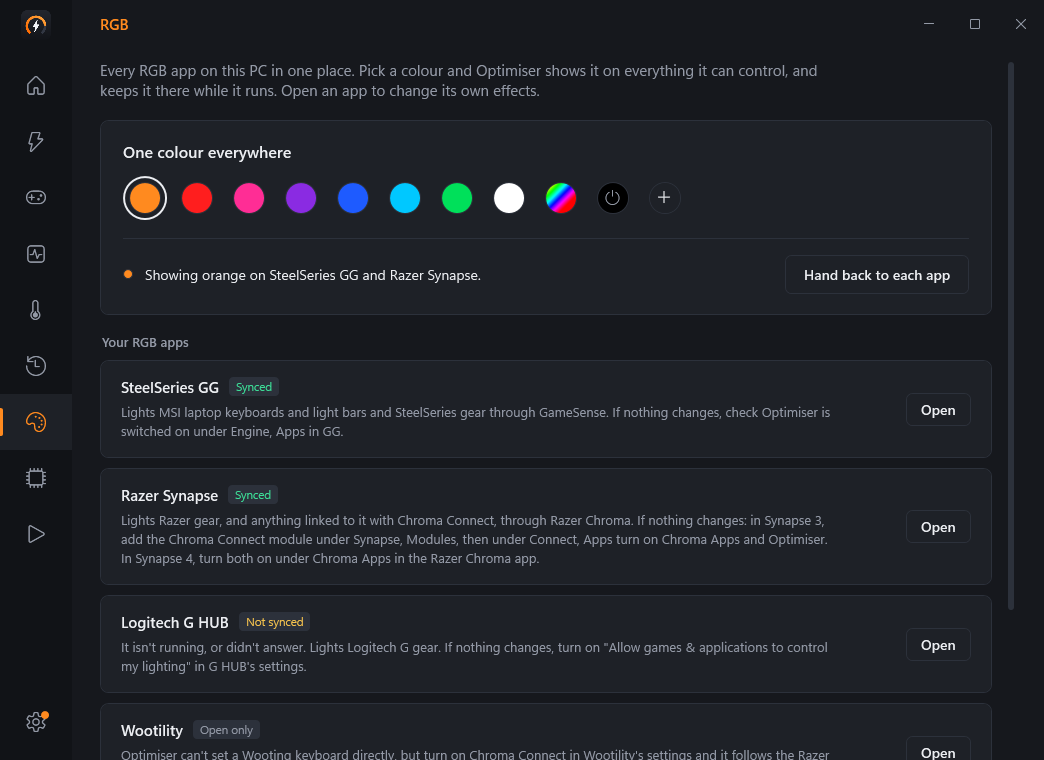 RGB
Every RGB app on this PC in one place. Pick a colour and Optimiser shows it on everything it can control, and
keeps it there while it runs. Open an app to change its own effects.
One colour everywhere
Showing orange on SteelSeries GG and Razer Synapse.
Hand back to each app
Your RGB apps
SteelSeries GG
Synced
Lights MSI laptop keyboards and light bars and SteelSeries gear through GameSense. If nothing changes, check Optimiser is
switched on under Engine, Apps in GG.
Open
Razer Synapse
Synced
Lights Razer gear, and anything linked to it with Chroma Connect, through Razer Chroma. If nothing changes: in Synapse 3,
add the Chroma Connect module under Synapse, Modules, then under Connect, Apps turn on Chroma Apps and Optimiser.
In Synapse 4, turn both on under Chroma Apps in the Razer Chroma app.
Open
Logitech G HUB
Not synced
It isn't running, or didn't answer. Lights Logitech G gear. If nothing changes, turn on "Allow games & applications to control
my lighting" in G HUB's settings.
Open
Wootility
Open only
Optimiser can't set a Wooting keyboard directly, but turn on Chroma Connect in Wootility's settings and it follows the Razer
Open